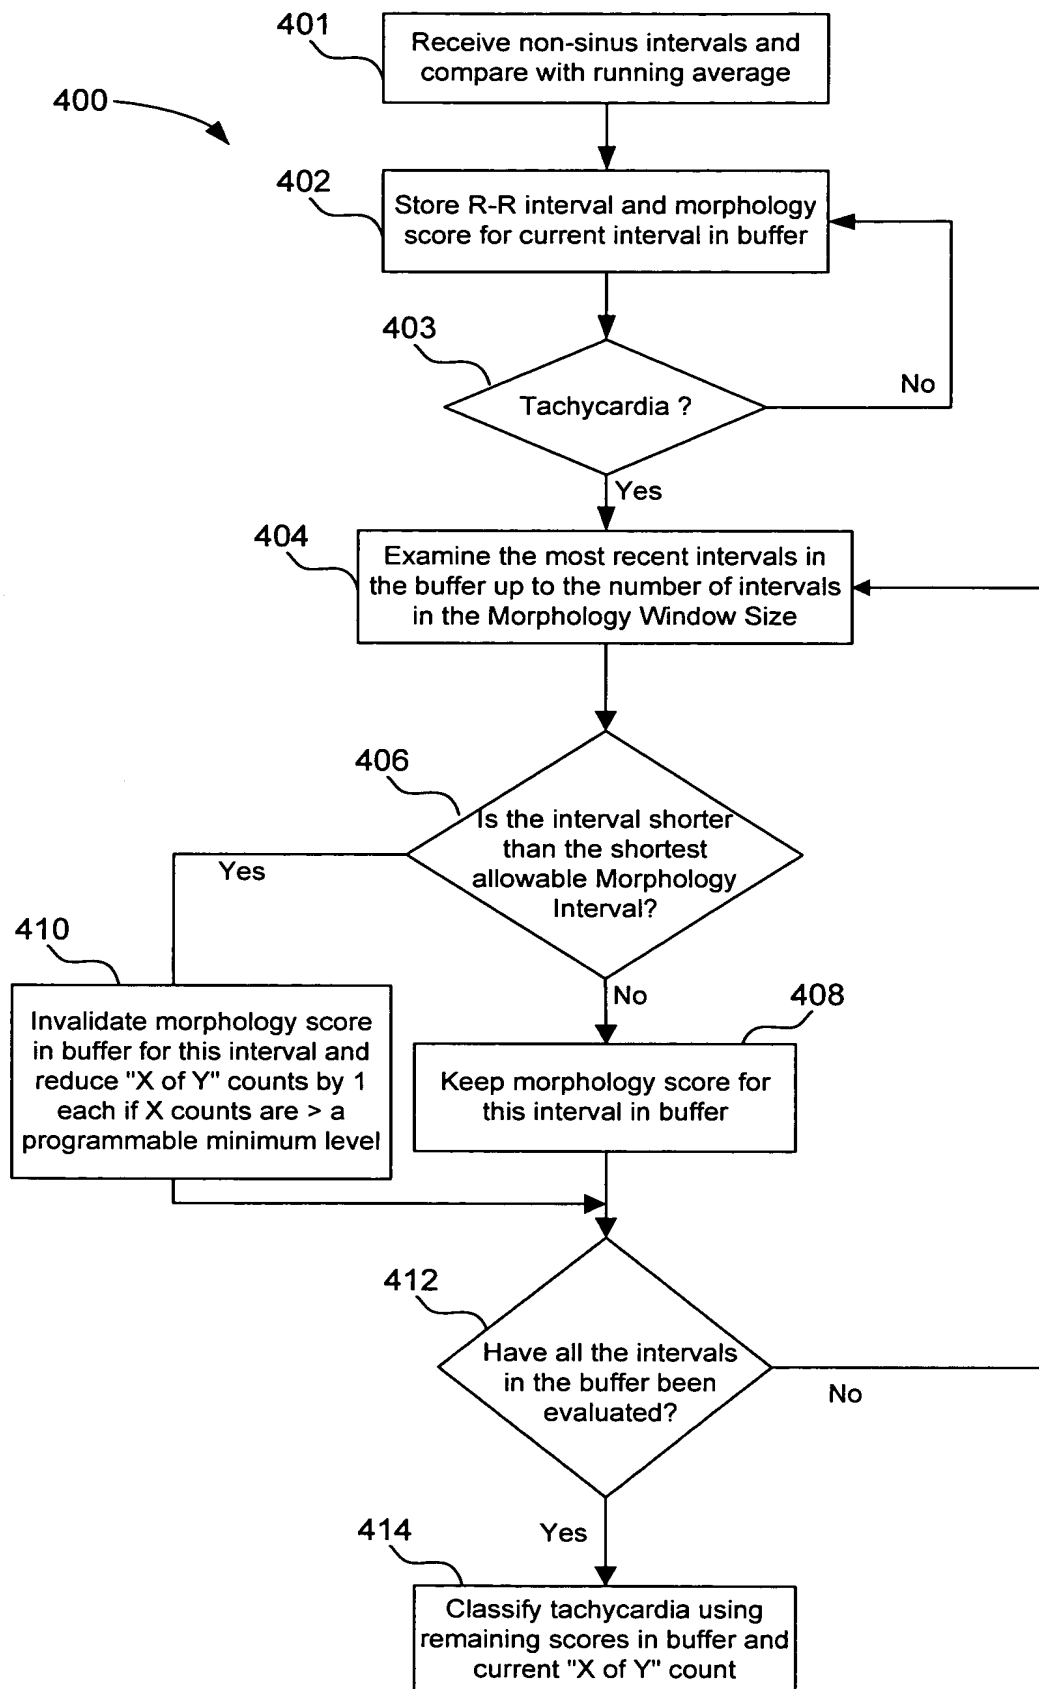 401
Receive non-sinus intervals and
compare with running average
400
402
Store R-R interval and morphology
score for current interval in buffer
403
Tachycardia ?
No
Yes
404
Examine the most recent intervals in
the buffer up to the number of intervals
in the Morphology Window Size
406
Is the interval shorter
than the shortest
allowable Morphology
Interval?
Yes
No
410
Invalidate morphology score
in buffer for this interval and
reduce "X of Y" counts by 1
each if X counts are > a
programmable minimum level
408
Keep morphology score for
this interval in buffer
412
Have all the intervals
in the buffer been
evaluated?
No
Yes
414
Classify tachycardia using
remaining scores in buffer and
current "X of Y" count